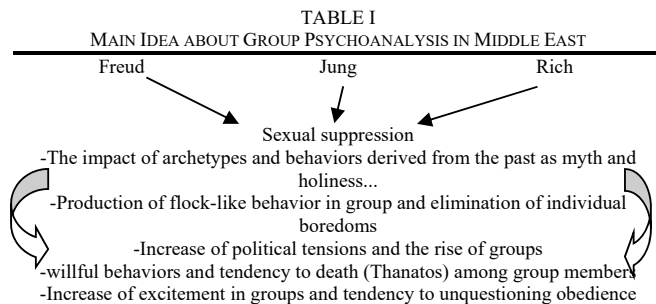 TABLE I
MAIN IDEA ABOUT GROUP PSYCHOANALYSIS IN MIDDLE EAST
Freud Jung Rich
Sexual suppression
-The impact of archetypes and behaviors derived from the past as myth and
holiness...
-Production of flock-like behavior in group and elimination of individual
boredoms
-Increase of political tensions and the rise of groups
-willful behaviors and tendency to death (Thanatos) among group members
-Increase of excitement in groups and tendency to unquestioning obedience